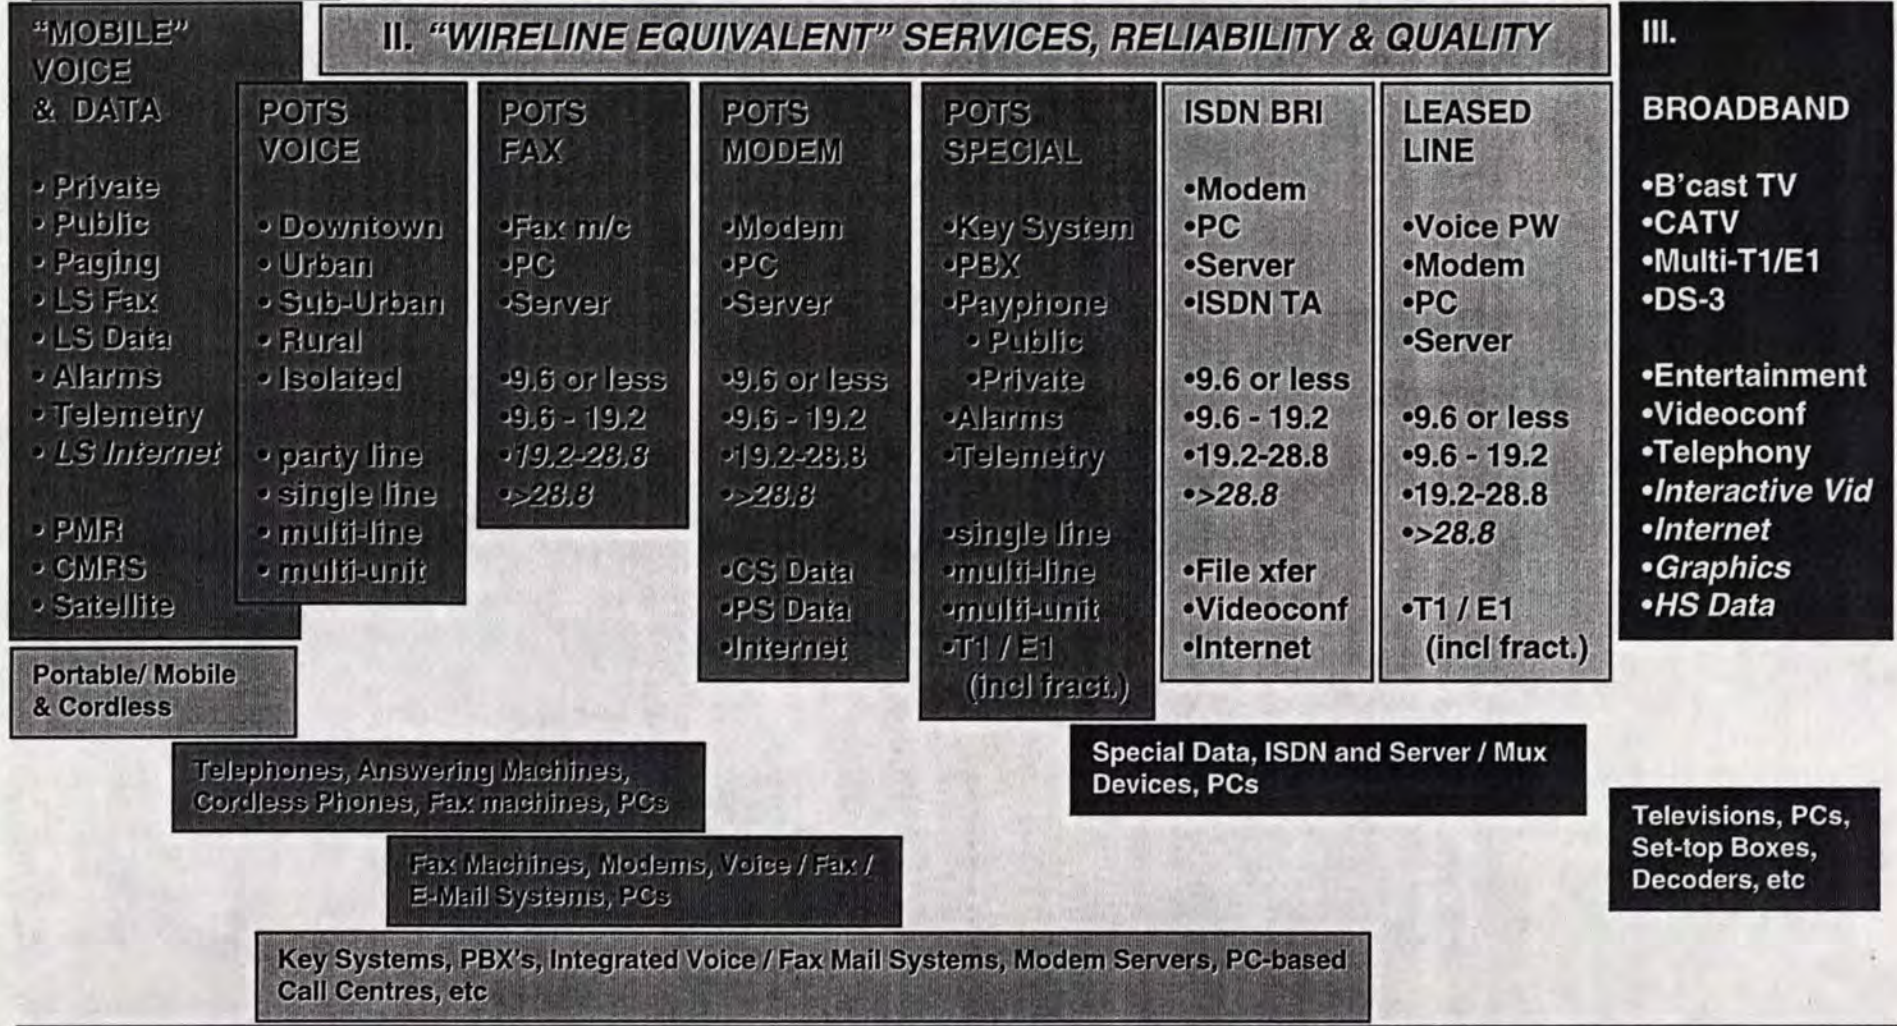 “MOBILE”
VOICE
& DATA
• Private
• Public
• Paging
• LS Fax
• LS Data
• Alarms
• Telemetry
• LS Internet
• PMR
• CMRS
• Satellite
Portable/ Mobile
& Cordless
II. “WIRELINE EQUIVALENT” SERVICES, RELIABILITY & QUALITY
POTS
VOICE
• Downtown
• Urban
• Sub-Urban
• Rural
• Isolated
• party line
• single line
• multi-line
• multi-unit
POTS
FAX
•Fax m/c
•PC
•Server
•9.6 or less
•9.6 - 19.2
•19.2-28.8
•>28.8
POTS
MODEM
•Modem
•PC
•Server
•9.6 or less
•9.6 - 19.2
•19.2-28.8
•>28.8
•CS Data
•PS Data
•Internet
POTS
SPECIAL
•Key System
•PBX
•Payphone
• Public
•Private
•Alarms
•Telemetry
•single line
•multi-line
•multi-unit
•T1 / E1
(incl fract.)
ISDN BRI
•Modem
•PC
•Server
•ISDN TA
•9.6 or less
•9.6 - 19.2
•19.2-28.8
•>28.8
•File xfer
•Videoconf
•Internet
LEASED
LINE
•Voice PW
•Modem
•PC
•Server
•9.6 or less
•9.6 - 19.2
•19.2-28.8
•>28.8
•T1 / E1
(incl fract.)
III.
BROADBAND
•B'cast TV
•CATV
•Multi-T1/E1
•DS-3
•Entertainment
•Videoconf
•Telephony
•Interactive Vid
•Internet
•Graphics
•HS Data
Telephones, Answering Machines,
Cordless Phones, Fax machines, PCs
Special Data, ISDN and Server / Mux
Devices, PCs
Televisions, PCs,
Set-top Boxes,
Decoders, etc
Fax Machines, Modems, Voice / Fax /
E-Mail Systems, PCs
Key Systems, PBX's, Integrated Voice / Fax Mail Systems, Modem Servers, PC-based
Call Centres, etc